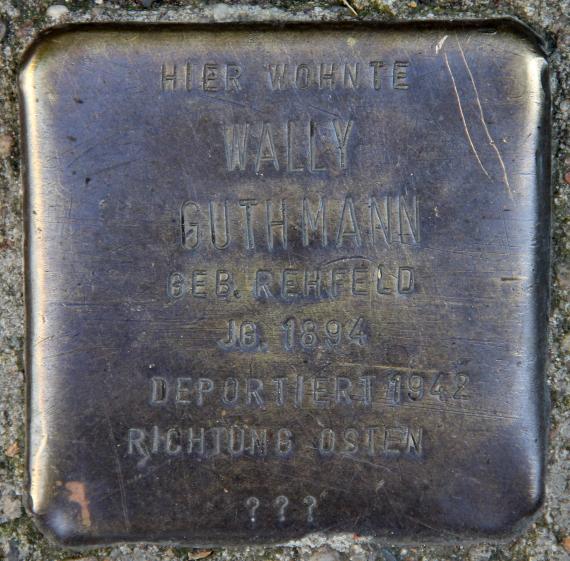 HIER WOHNTE
WALLY
GUTHMANN
GEB. REHFELD
JG. 1894
DEPORTIERT 1942
RICHTUNG OSTEN
???